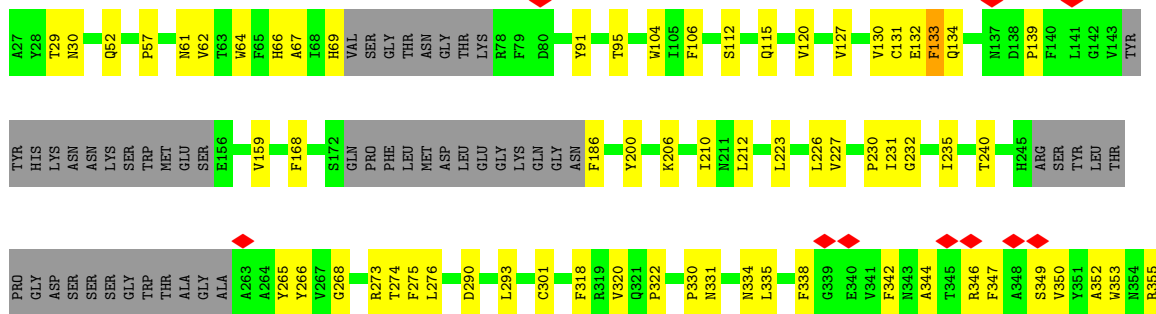 A27 Y28 T29 N30 Q52 P57 N61 V62 T63 W64 F65 H66 A67 I68 H69 VAL SER GLY THR ASN GLY THR LYS R78 F79 D80 Y91 T95 W104 I105 F106 S112 Q115 V120 V127 V130 C131 E132 F133 Q134 N137 D138 P139 F140 L141 G142 V143 TYR
TYR HIS LYS ASN ASN LYS SER TRP MET GLU SER E156 V159 F168 S172 GLN PRO PHE LEU MET ASP LEU GLU GLY LYS GLN GLY ASN F186 Y200 K206 I210 N211 L212 L223 L226 V227 P230 I231 G232 I235 T240 H245 ARG SER TYR LEU THR
PRO GLY ASP SER SER SER GLY TRP THR ALA GLY ALA A263 A264 Y265 Y266 V267 G268 R273 T274 F275 L276 D290 L293 C301 F318 R319 V320 Q321 P322 P330 N331 N334 L335 F338 G339 E340 V341 F342 N343 A344 T345 R346 F347 A348 S349 V350 Y351 A352 W353 N354 R355